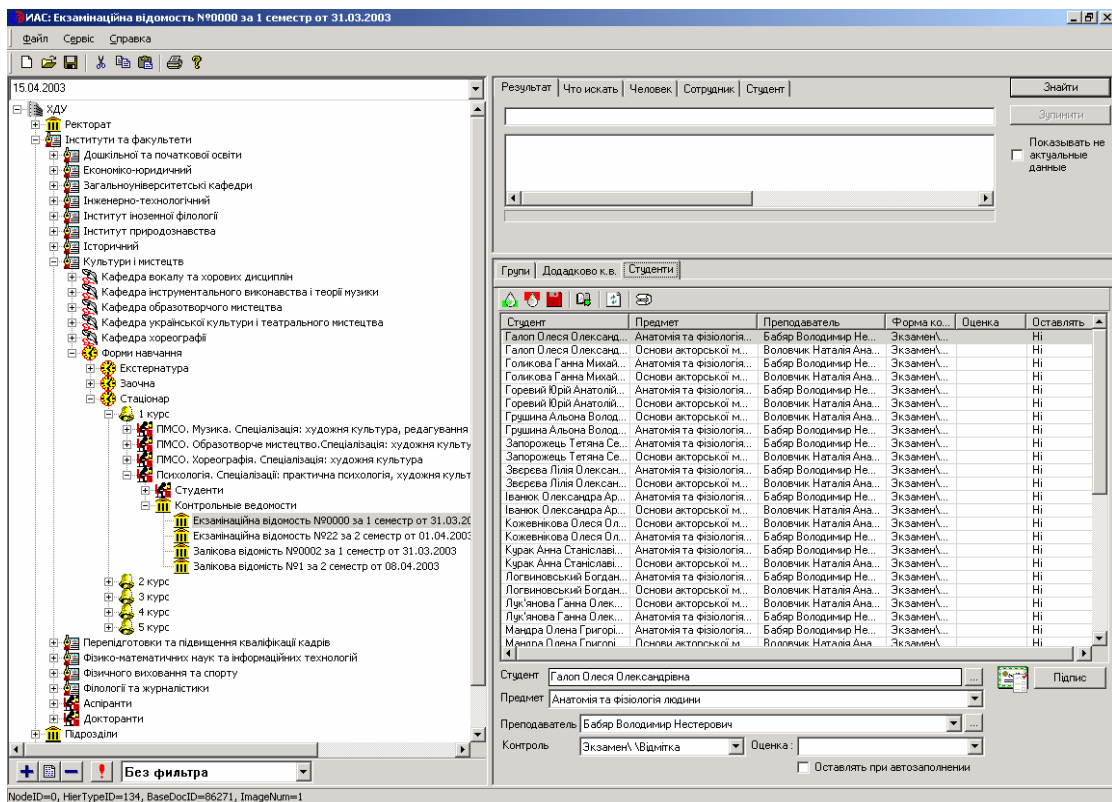 ИАС: Екзамінаційна відомость №0000 за 1 семестр от 31.03.2003
Файл Сервіс Справка
15.04.2003
ХДУ
Ректорат
Інститути та факультети
Дошкільної та початкової освіти
Економіко-юридичний
Загальноуніверситетські кафедри
Інженерно-технологічний
Інститут іноземної філології
Інститут природознавства
Історичний
Культури і мистецтв
Кафедра вокалу та хорових дисциплін
Кафедра інструментального виконавства і теорії музики
Кафедра образотворчого мистецтва
Кафедра української культури і театрального мистецтва
Кафедра хореографії
Форми навчання
Екстернатура
Заочна
Стаціонар
1 курс
ПМСО. Музика. Спеціалізація: художня культура, редагування
ПМСО. Образотворче мистецтво.Спеціалізація: художня культу
ПМСО. Хореографія. Спеціалізація: художня культура
Психологія. Спеціалізації: практична психологія, художня культ
Студенти
Контрольные ведомости
Екзамінаційна відомость №0000 за 1 семестр от 31.03.20
Екзамінаційна відомость №22 за 2 семестр от 01.04.2003
Залікова відомість №0002 за 1 семестр от 31.03.2003
Залікова відомість №1 за 2 семестр от 08.04.2003
2 курс
3 курс
4 курс
5 курс
Перепідготовки та підвищення кваліфікації кадрів
Фізико-математичних наук та інформаційних технологій
Фізичного виховання та спорту
Філології та журналістики
Аспіранти
Докторанти
Підрозділи
Без фильтра
NodeID=0, HierTypeID=134, BaseDocID=86271, ImageNum=1
Результат Что искать Человек Сотрудник Студент
Знайти
Зупинити
Показывать не
актуальные
данные
Групи Додадково к.в. Студенти
Студент Предмет Преподаватель Форма ко... Оценка Оставлять
Галоп Олеся Олександ... Анатомія та фізіологія... Бабяр Володимир Не... Экзамен\... Ні
Галоп Олеся Олександ... Основи акторської м... Воловчик Наталія Ана... Экзамен\... Ні
Голикова Ганна Михай... Анатомія та фізіологія... Бабяр Володимир Не... Экзамен\... Ні
Голикова Ганна Михай... Основи акторської м... Воловчик Наталія Ана... Экзамен\... Ні
Горевий Юрій Анатолій... Анатомія та фізіологія... Бабяр Володимир Не... Экзамен\... Ні
Горевий Юрій Анатолій... Основи акторської м... Воловчик Наталія Ана... Экзамен\... Ні
Грушина Альона Волод... Основи акторської м... Воловчик Наталія Ана... Экзамен\... Ні
Грушина Альона Волод... Анатомія та фізіологія... Бабяр Володимир Не... Экзамен\... Ні
Запорожець Тетяна Се... Анатомія та фізіологія... Бабяр Володимир Не... Экзамен\... Ні
Запорожець Тетяна Се... Основи акторської м... Воловчик Наталія Ана... Экзамен\... Ні
Звєрєва Лілія Олексан... Анатомія та фізіологія... Бабяр Володимир Не... Экзамен\... Ні
Звєрєва Лілія Олексан... Основи акторської м... Воловчик Наталія Ана... Экзамен\... Ні
Іванюк Олександра Ар... Анатомія та фізіологія... Бабяр Володимир Не... Экзамен\... Ні
Іванюк Олександра Ар... Основи акторської м... Воловчик Наталія Ана... Экзамен\... Ні
Кожевнікова Олеся Ол... Основи акторської м... Воловчик Наталія Ана... Экзамен\... Ні
Кожевнікова Олеся Ол... Анатомія та фізіологія... Бабяр Володимир Не... Экзамен\... Ні
Курак Анна Станіславі... Анатомія та фізіологія... Бабяр Володимир Не... Экзамен\... Ні
Курак Анна Станіславі... Основи акторської м... Воловчик Наталія Ана... Экзамен\... Ні
Логвиновський Богдан... Анатомія та фізіологія... Бабяр Володимир Не... Экзамен\... Ні
Логвиновський Богдан... Основи акторської м... Воловчик Наталія Ана... Экзамен\... Ні
Лук'янова Ганна Олек... Основи акторської м... Воловчик Наталія Ана... Экзамен\... Ні
Лук'янова Ганна Олек... Анатомія та фізіологія... Бабяр Володимир Не... Экзамен\... Ні
Мандра Олена Григорі... Анатомія та фізіологія... Бабяр Володимир Не... Экзамен\... Ні
Мандра Олена Григорі... Основи акторської м... Воловчик Наталія Ана... Экзамен\... Ні
Студент Галоп Олеся Олександрівна ... Підпис
Предмет Анатомія та фізіологія людини
Преподаватель Бабяр Володимир Нестерович ...
Контроль Экзамен\ \Відмітка Оценка :
Оставлять при автозаполнении